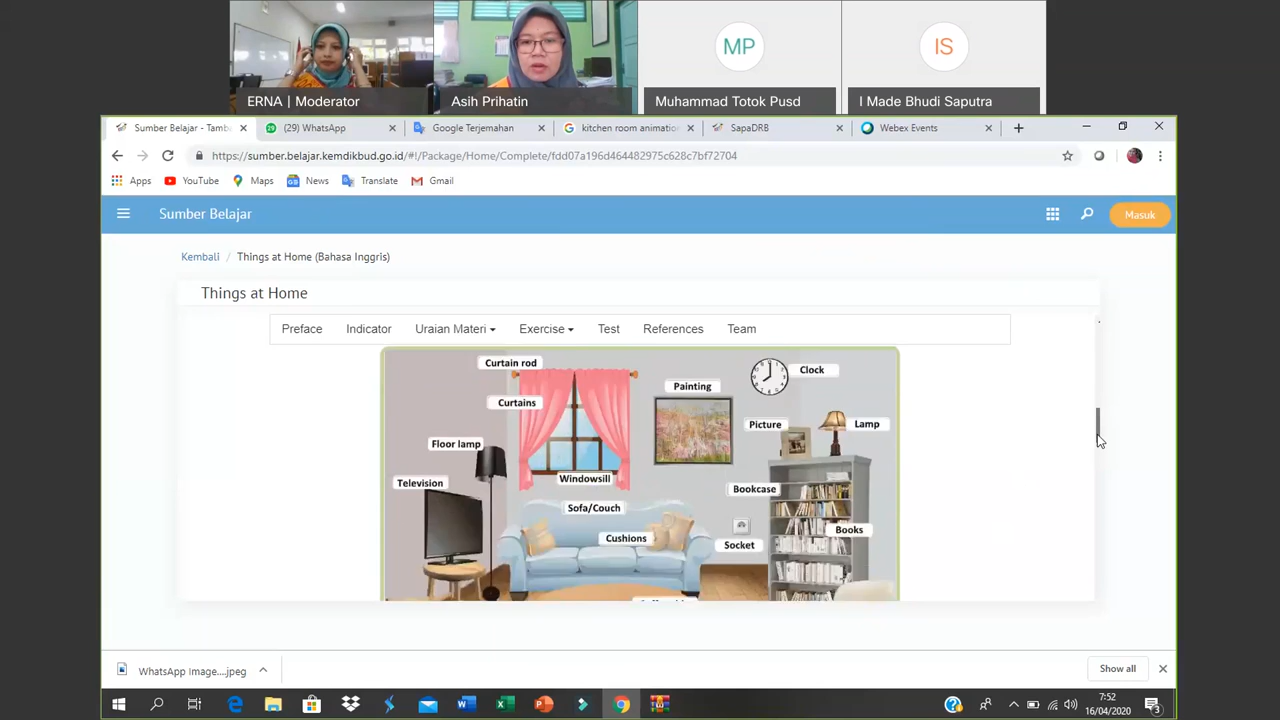 ERNA | Moderator
Asih Prihatin
MP
Muhammad Totok Pusd
IS
I Made Bhudi Saputra
Sumber Belajar - Tamb
(29) WhatsApp
Google Terjemahan
kitchen room animatio
SapaDRB
Webex Events
https://sumber.belajar.kemdikbud.go.id/#!/Package/Home/Complete/fdd07a196d464482975c628c7bf72704
Apps
YouTube
Maps
News
Translate
Gmail
Sumber Belajar
Masuk
Kembali / Things at Home (Bahasa Inggris)
Things at Home
Preface
Indicator
Uraian Materi
Exercise
Test
References
Team
Curtain rod
Clock
Painting
Curtains
Picture
Lamp
Floor lamp
Windowsill
Television
Bookcase
Sofa/Couch
Books
Cushions
Socket
WhatsApp Image....jpeg
Show all
7:52
16/04/2020